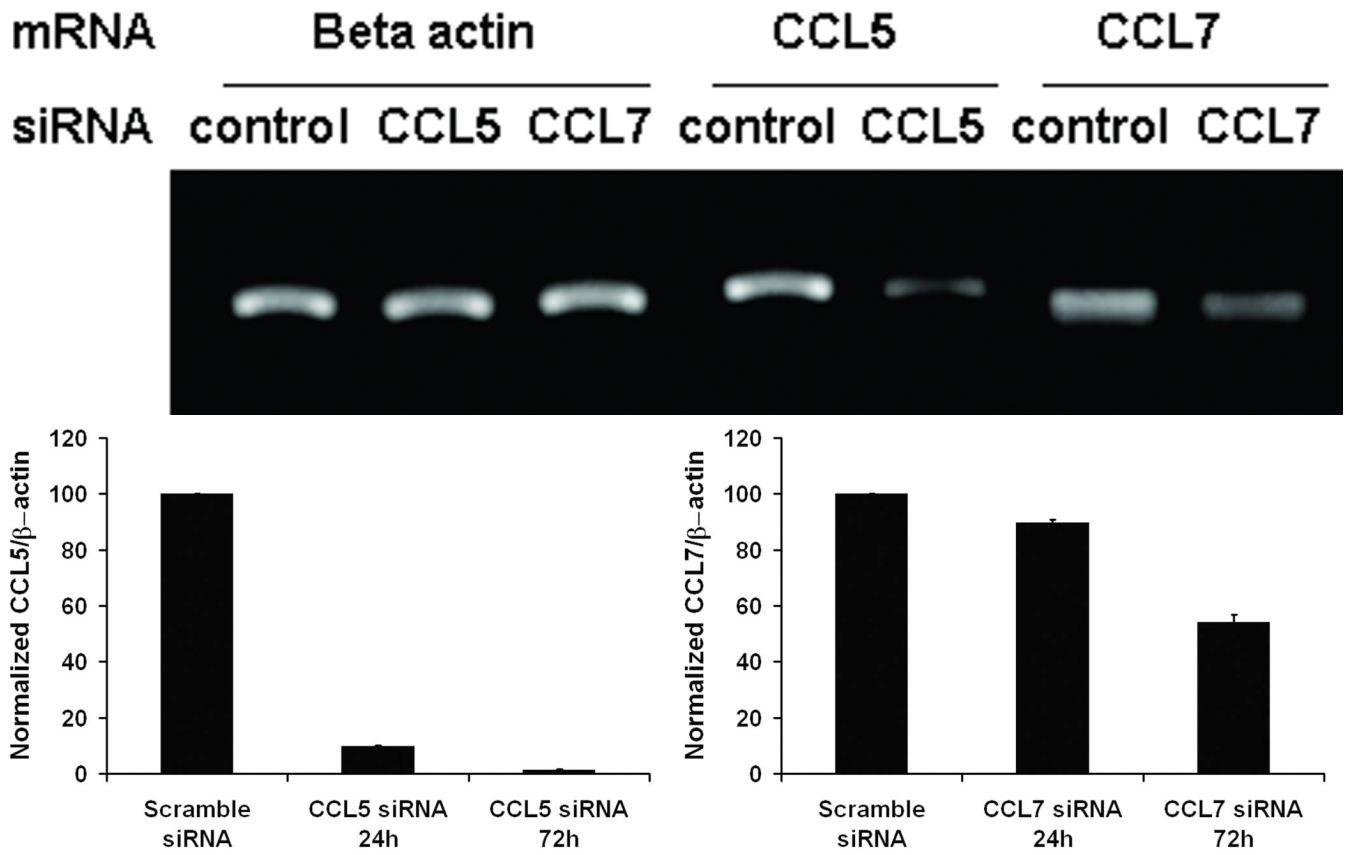 mRNA Beta actin CCL5 CCL7
siRNA control CCL5 CCL7 control CCL5 control CCL7
Normalized CCL5/β−actin
120
100
80
60
40
20
0
Scramble siRNA
CCL5 siRNA 24h
CCL5 siRNA 72h
Normalized CCL7/β−actin
120
100
80
60
40
20
0
Scramble siRNA
CCL7 siRNA 24h
CCL7 siRNA 72h